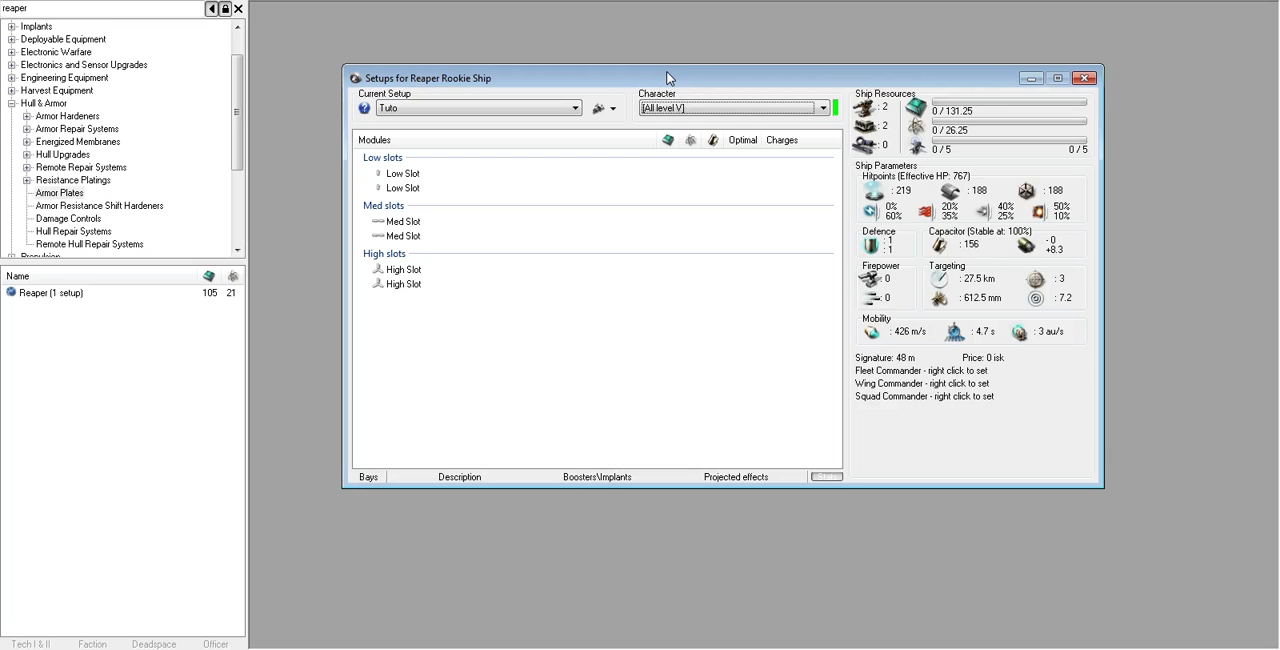 reaper
Implants
Deployable Equipment
Electronic Warfare
Electronics and Sensor Upgrades
Engineering Equipment
Harvest Equipment
Hull & Armor
Armor Hardeners
Armor Repair Systems
Energized Membranes
Hull Upgrades
Remote Repair Systems
Resistance Platings
Armor Plates
Armor Resistance Shift Hardeners
Damage Controls
Hull Repair Systems
Remote Hull Repair Systems
Propulsion
Name
Reaper (1 setup) 105 21
Tech I & II Faction Deadspace Officer
Setups for Reaper Rookie Ship
Current Setup
Tuto
Character
[All level V]
Modules Optimal Charges
Low slots
Low Slot
Low Slot
Med slots
Med Slot
Med Slot
High slots
High Slot
High Slot
Bays Description Boosters\Implants Projected effects
Ship Resources
: 2 0 / 131.25
: 2 0 / 26.25
: 0 0 / 5 0 / 5
Ship Parameters
Hitpoints (Effective HP: 767)
: 219 : 188 : 188
0% 20% 40% 50%
60% 35% 25% 10%
Defence
: 1
: 1
Capacitor (Stable at: 100%)
: 156
-0
+8.3
Firepower
: 0
: 0
Targeting
: 27.5 km : 3
: 612.5 mm : 7.2
Mobility
: 426 m/s : 4.7 s : 3 au/s
Signature: 48 m Price: 0 isk
Fleet Commander - right click to set
Wing Commander - right click to set
Squad Commander - right click to set